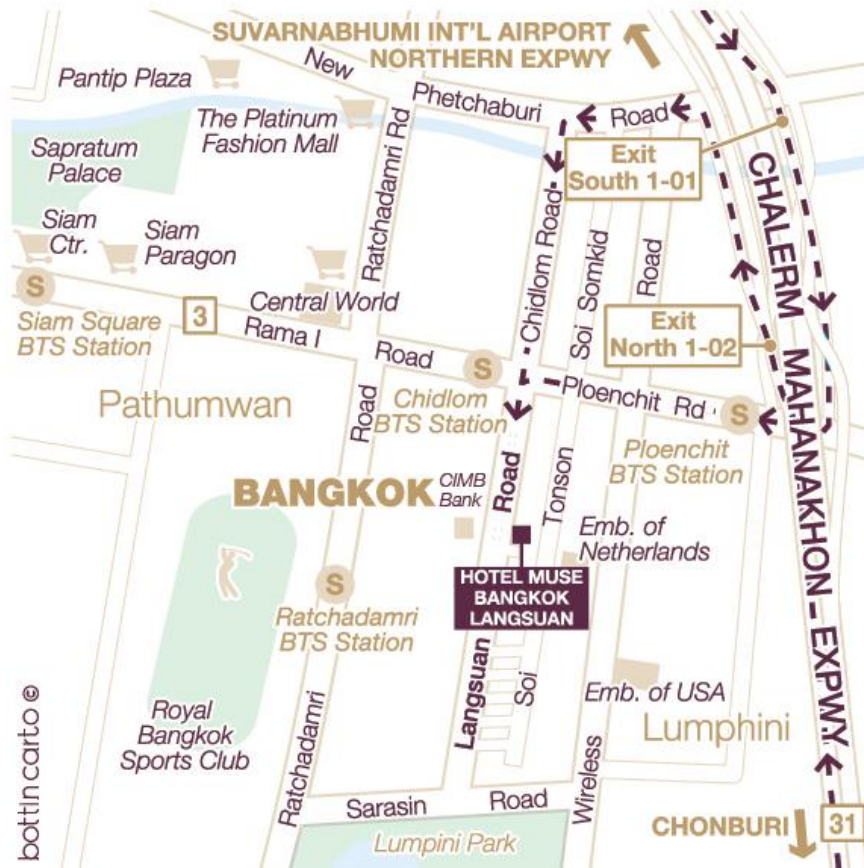 SUVARNABHUMI INT'L AIRPORT
NORTHERN EXPWY
New
Phetchaburi
Road
Pantip Plaza
The Platinum
Fashion Mall
Ratchadamri Rd
Exit
South 1-01
Sapratum
Palace
Siam
Ctr.
Siam
Paragon
Chidlom Road
Soi Somkid
Road
CHALERM MAHANAKHON EXPWY
S
Siam Square
BTS Station
3
Central World
Rama I
Road
Exit
North 1-02
S
Chidlom
BTS Station
Ploenchit Rd
S
Ploenchit
BTS Station
Pathumwan
Road
BANGKOK
CIMB
Bank
Road
Tonson
Emb. of
Netherlands
HOTEL MUSE
BANGKOK
LANGSUAN
S
Ratchadamri
BTS Station
Langsuan
Soi
Emb. of USA
Royal
Bangkok
Sports Club
Ratchadamri
Wireless
Lumphini
Sarasin
Road
Lumpini Park
CHONBURI
31
bottin carto ©